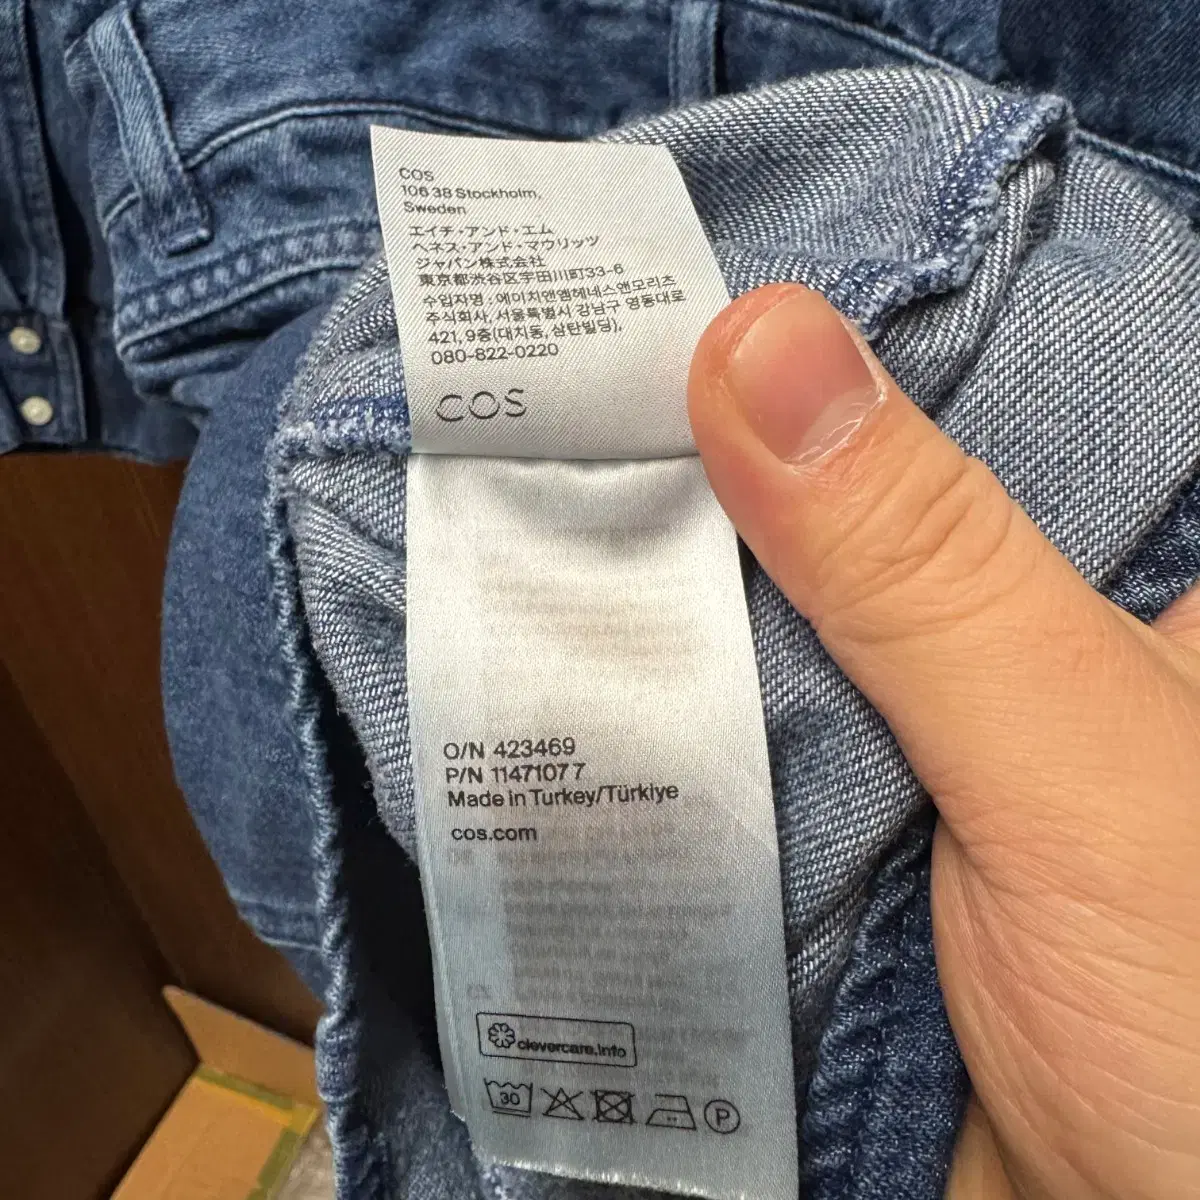 COS
106 38 Stockholm,
Sweden
エイチ・アンド・エム
ヘネス・アンド・マウリッツ
ジャパン株式会社
東京都渋谷区宇田川町33-6
수입자명 : 에이치앤엠헤네스앤모리츠
주식회사, 서울특별시 강남구 영동대로
421, 9층(대치동, 삼탄빌딩),
080-822-0220
COS
O/N 423469
P/N 1147107 7
Made in Turkey/Türkiye
cos.com
clevercare.info
30
P